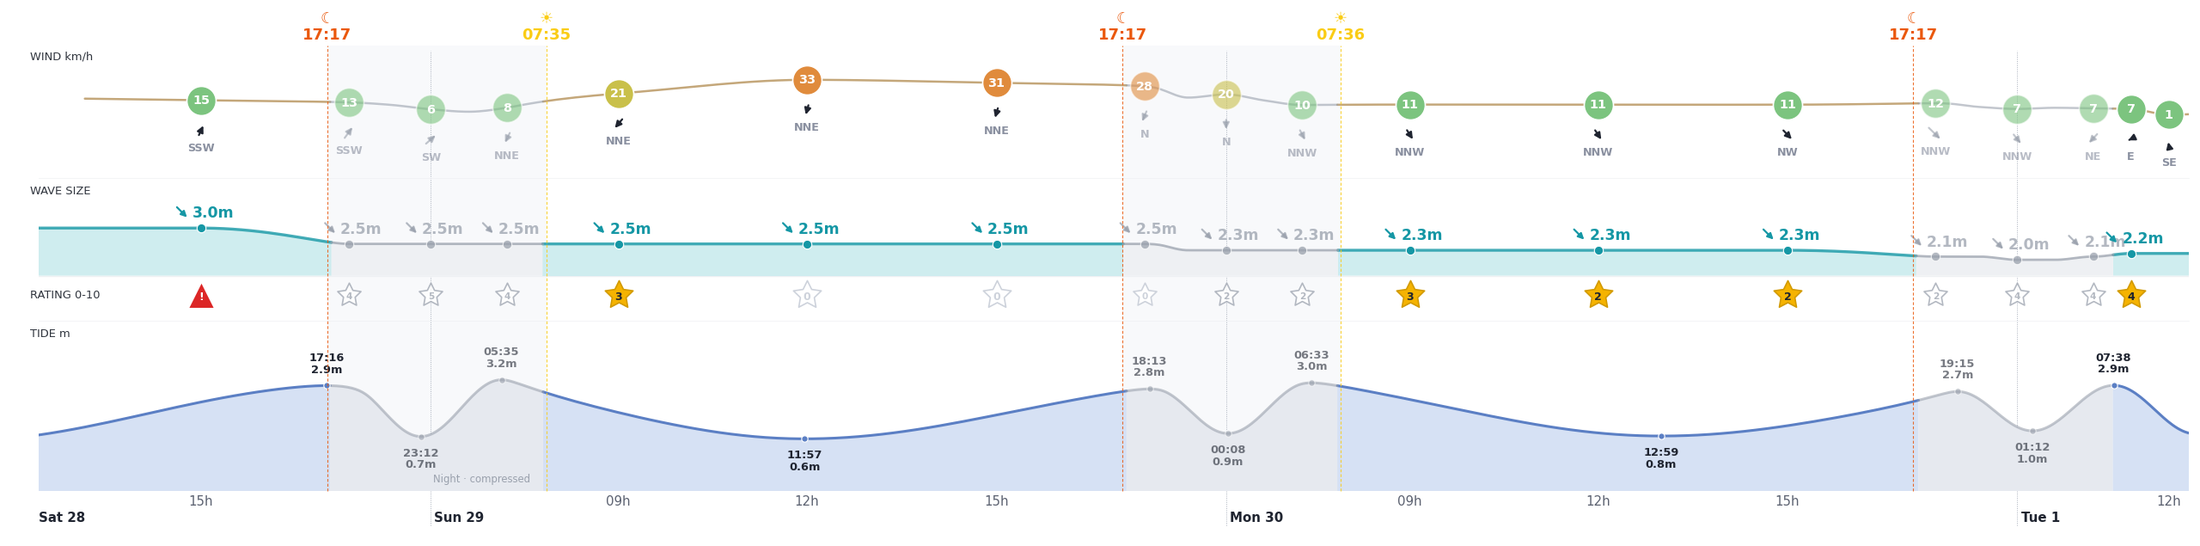 ☾ ☀ ☾ ☀ ☾
17:17 07:35 17:17 07:36 17:17
WIND km/h
15 13 6 8 21 33 31 28 20 10 11 11 11 12 7 7 7 1
SSW SSW SW NNE NNE NNE NNE N N NNW NNW NNW NW NNW NNW NE E SE
WAVE SIZE
3.0m 2.5m 2.5m 2.5m 2.5m 2.5m 2.5m 2.5m 2.3m 2.3m 2.3m 2.3m 2.3m 2.1m 2.0m 2.1m 2.2m
RATING 0-10
! 4 5 4 3 0 0 0 2 2 3 2 2 2 4 4 4
TIDE m
17:16 05:35 18:13 06:33 19:15 07:38
2.9m 3.2m 2.8m 3.0m 2.7m 2.9m
23:12 11:57 00:08 12:59 01:12
0.7m 0.6m 0.9m 0.8m 1.0m
Night · compressed
15h 09h 12h 15h 09h 12h 15h 12h
Sat 28 Sun 29 Mon 30 Tue 1